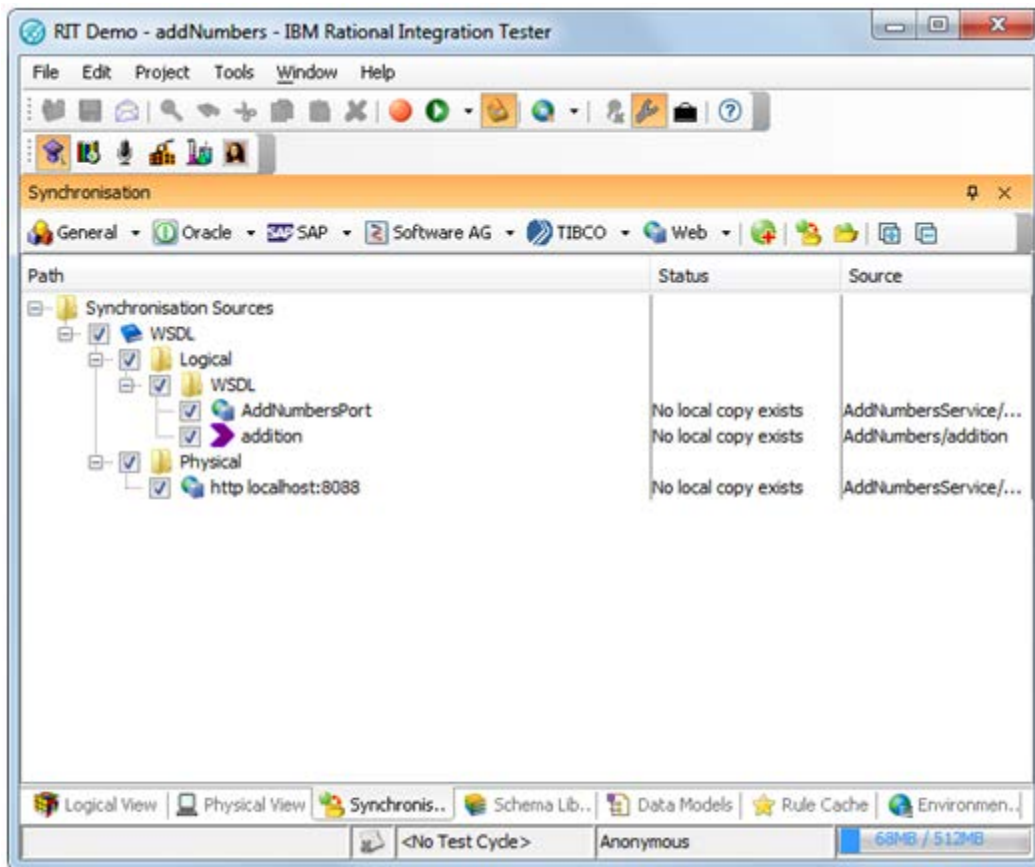 RIT Demo - addNumbers - IBM Rational Integration Tester
File Edit Project Tools Window Help
Synchronisation
General Oracle SAP SAP Software AG TIBCO Web
Path Status Source
Synchronisation Sources
WSDL
Logical
WSDL
AddNumbersPort No local copy exists AddNumbersService/...
addition No local copy exists AddNumbers/addition
Physical
http localhost:8088 No local copy exists AddNumbersService/...
Logical View Physical View Synchronis.. Schema Lib.. Data Models Rule Cache Environmen..
<No Test Cycle> Anonymous 68MB / 512MB